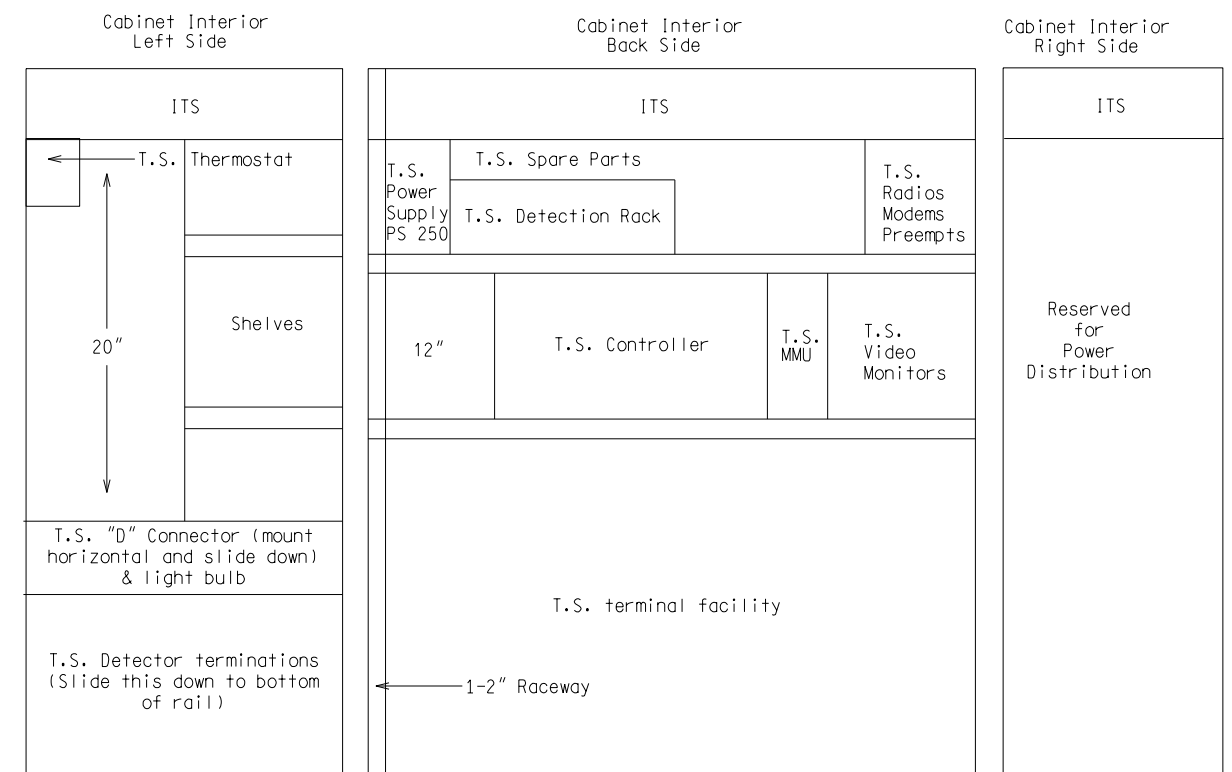 Cabinet Interior
Left Side
ITS
T.S. Thermostat
20"
Shelves
T.S. "D" Connector (mount
horizontal and slide down)
& light bulb
T.S. Detector terminations
(Slide this down to bottom
of rail)
Cabinet Interior
Back Side
ITS
T.S.
Power
Supply
PS 250
T.S. Spare Parts
T.S. Detection Rack
T.S.
Radios
Modems
Preempts
12"
T.S. Controller
T.S.
MMU
T.S.
Video
Monitors
T.S. terminal facility
1-2" Raceway
Cabinet Interior
Right Side
ITS
Reserved
for
Power
Distribution